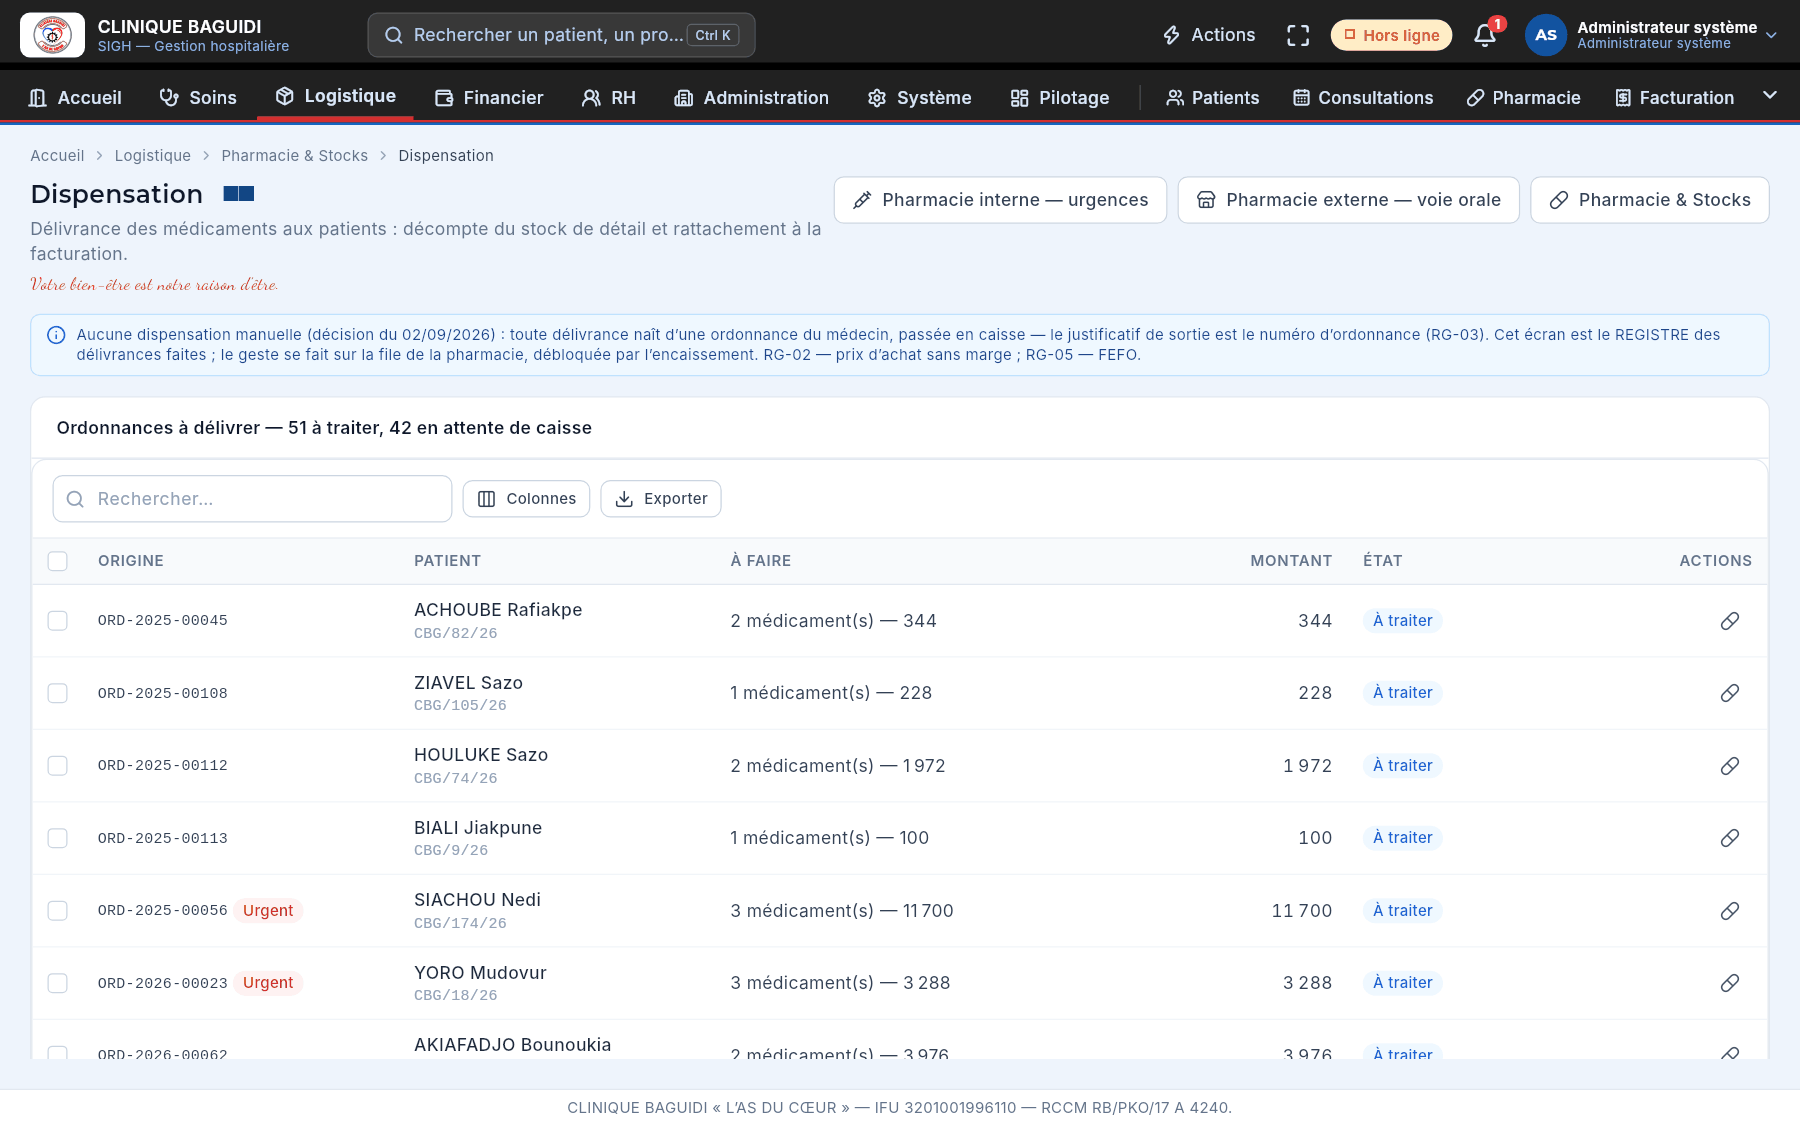 CLINIQUE BAGUIDI
SIGH — Gestion hospitalière
Rechercher un patient, un pro...
Ctrl K
Actions
Hors ligne
1
AS
Administrateur système
Administrateur système
Accueil
Soins
Logistique
Financier
RH
Administration
Système
Pilotage
Patients
Consultations
Pharmacie
Facturation
Accueil > Logistique > Pharmacie & Stocks > Dispensation
Dispensation
Pharmacie interne — urgences
Pharmacie externe — voie orale
Pharmacie & Stocks
Délivrance des médicaments aux patients : décompte du stock de détail et rattachement à la
facturation.
Votre bien-être est notre raison d'être.
Aucune dispensation manuelle (décision du 02/09/2026) : toute délivrance naît d’une ordonnance du médecin, passée en caisse — le justificatif de sortie est le numéro d’ordonnance (RG-03). Cet écran est le REGISTRE des
délivrances faites ; le geste se fait sur la file de la pharmacie, débloquée par l’encaissement. RG-02 — prix d’achat sans marge ; RG-05 — FEFO.
Ordonnances à délivrer — 51 à traiter, 42 en attente de caisse
Rechercher...
Colonnes
Exporter
ORIGINE PATIENT À FAIRE MONTANT ÉTAT ACTIONS
ORD-2025-00045 ACHOUBE Rafiakpe 2 médicament(s) — 344 344 À traiter
CBG/82/26
ORD-2025-00108 ZIAVEL Sazo 1 médicament(s) — 228 228 À traiter
CBG/105/26
ORD-2025-00112 HOULUKE Sazo 2 médicament(s) — 1 972 1 972 À traiter
CBG/74/26
ORD-2025-00113 BIALI Jiakpune 1 médicament(s) — 100 100 À traiter
CBG/9/26
ORD-2025-00056 Urgent SIACHOU Nedi 3 médicament(s) — 11 700 11 700 À traiter
CBG/174/26
ORD-2026-00023 Urgent YORO Mudovur 3 médicament(s) — 3 288 3 288 À traiter
CBG/18/26
ORD-2026-00062 AKIAFADJO Bounoukia 2 médicament(s) — 3 976 3 976 À traiter
CLINIQUE BAGUIDI « L’AS DU CŒUR » — IFU 3201001996110 — RCCM RB/PKO/17 A 4240.